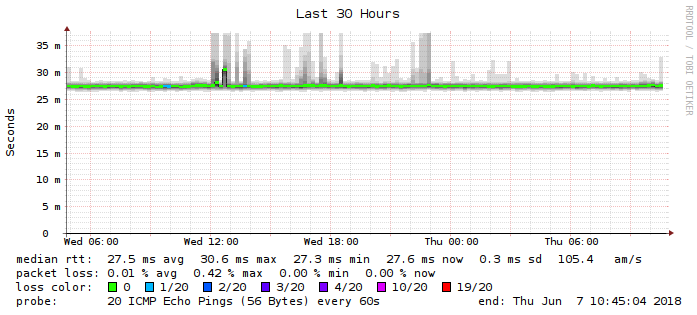 Last 30 Hours
RRDTOOL / TOBI OETIKER
Seconds
35 m
30 m
25 m
20 m
15 m
10 m
5 m
0
Wed 06:00 Wed 12:00 Wed 18:00 Thu 00:00 Thu 06:00
median rtt: 27.5 ms avg 30.6 ms max 27.3 ms min 27.6 ms now 0.3 ms sd 105.4 am/s
packet loss: 0.01 % avg 0.42 % max 0.00 % min 0.00 % now
loss color: 0 1/20 2/20 3/20 4/20 10/20 19/20
probe: 20 ICMP Echo Pings (56 Bytes) every 60s end: Thu Jun 7 10:45:04 2018